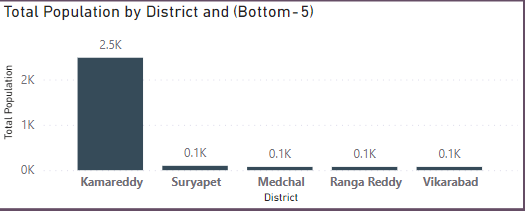 Total Population by District and (Bottom-5)
Total Population
2K
1K
0K
2.5K
0.1K
0.1K
0.1K
0.1K
Kamareddy
Suryapet
Medchal
Ranga Reddy
Vikarabad
District